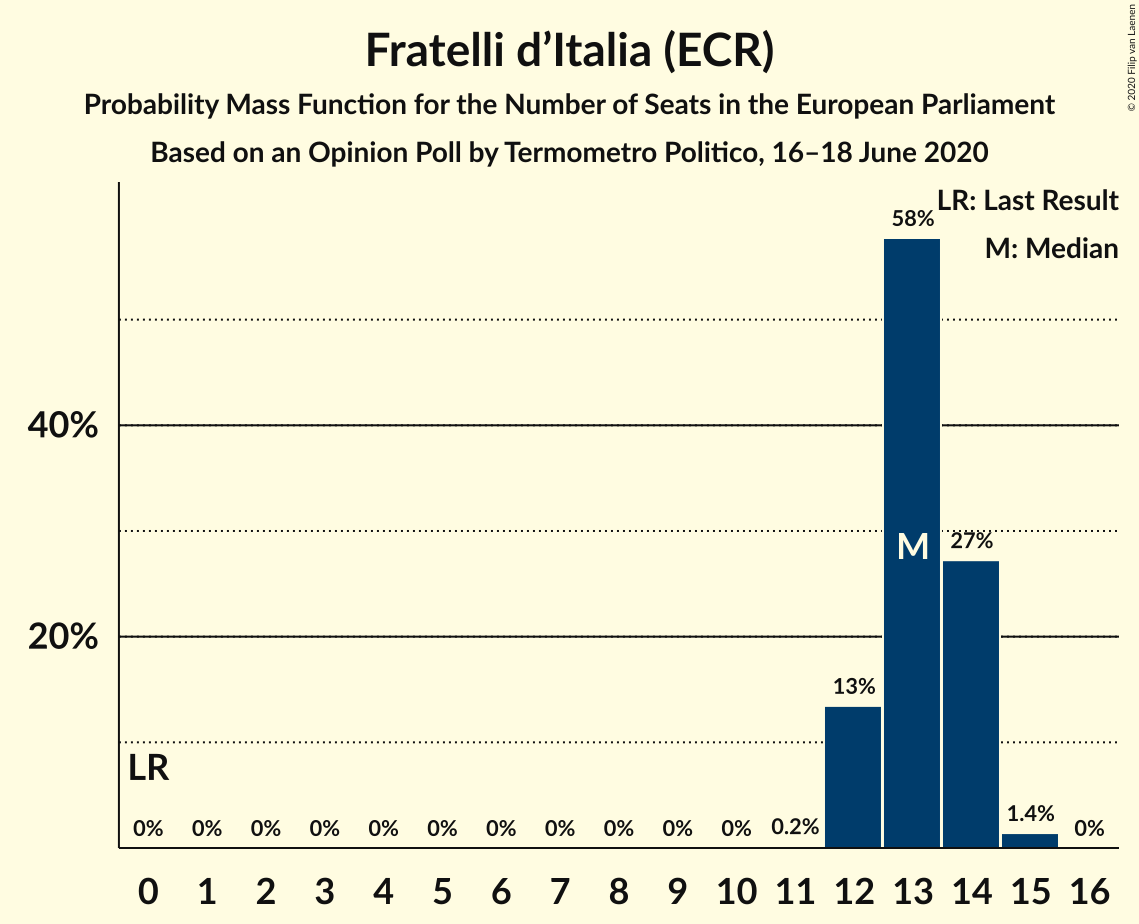 Fratelli d’Italia (ECR)
Probability Mass Function for the Number of Seats in the European Parliament
Based on an Opinion Poll by Termometro Politico, 16–18 June 2020
© 2020 Filip van Laenen
LR: Last Result
M: Median
58%
40%
M
27%
20%
13%
LR
0% 0% 0% 0% 0% 0% 0% 0% 0% 0% 0% 0.2% 1.4% 0%
0 1 2 3 4 5 6 7 8 9 10 11 12 13 14 15 16